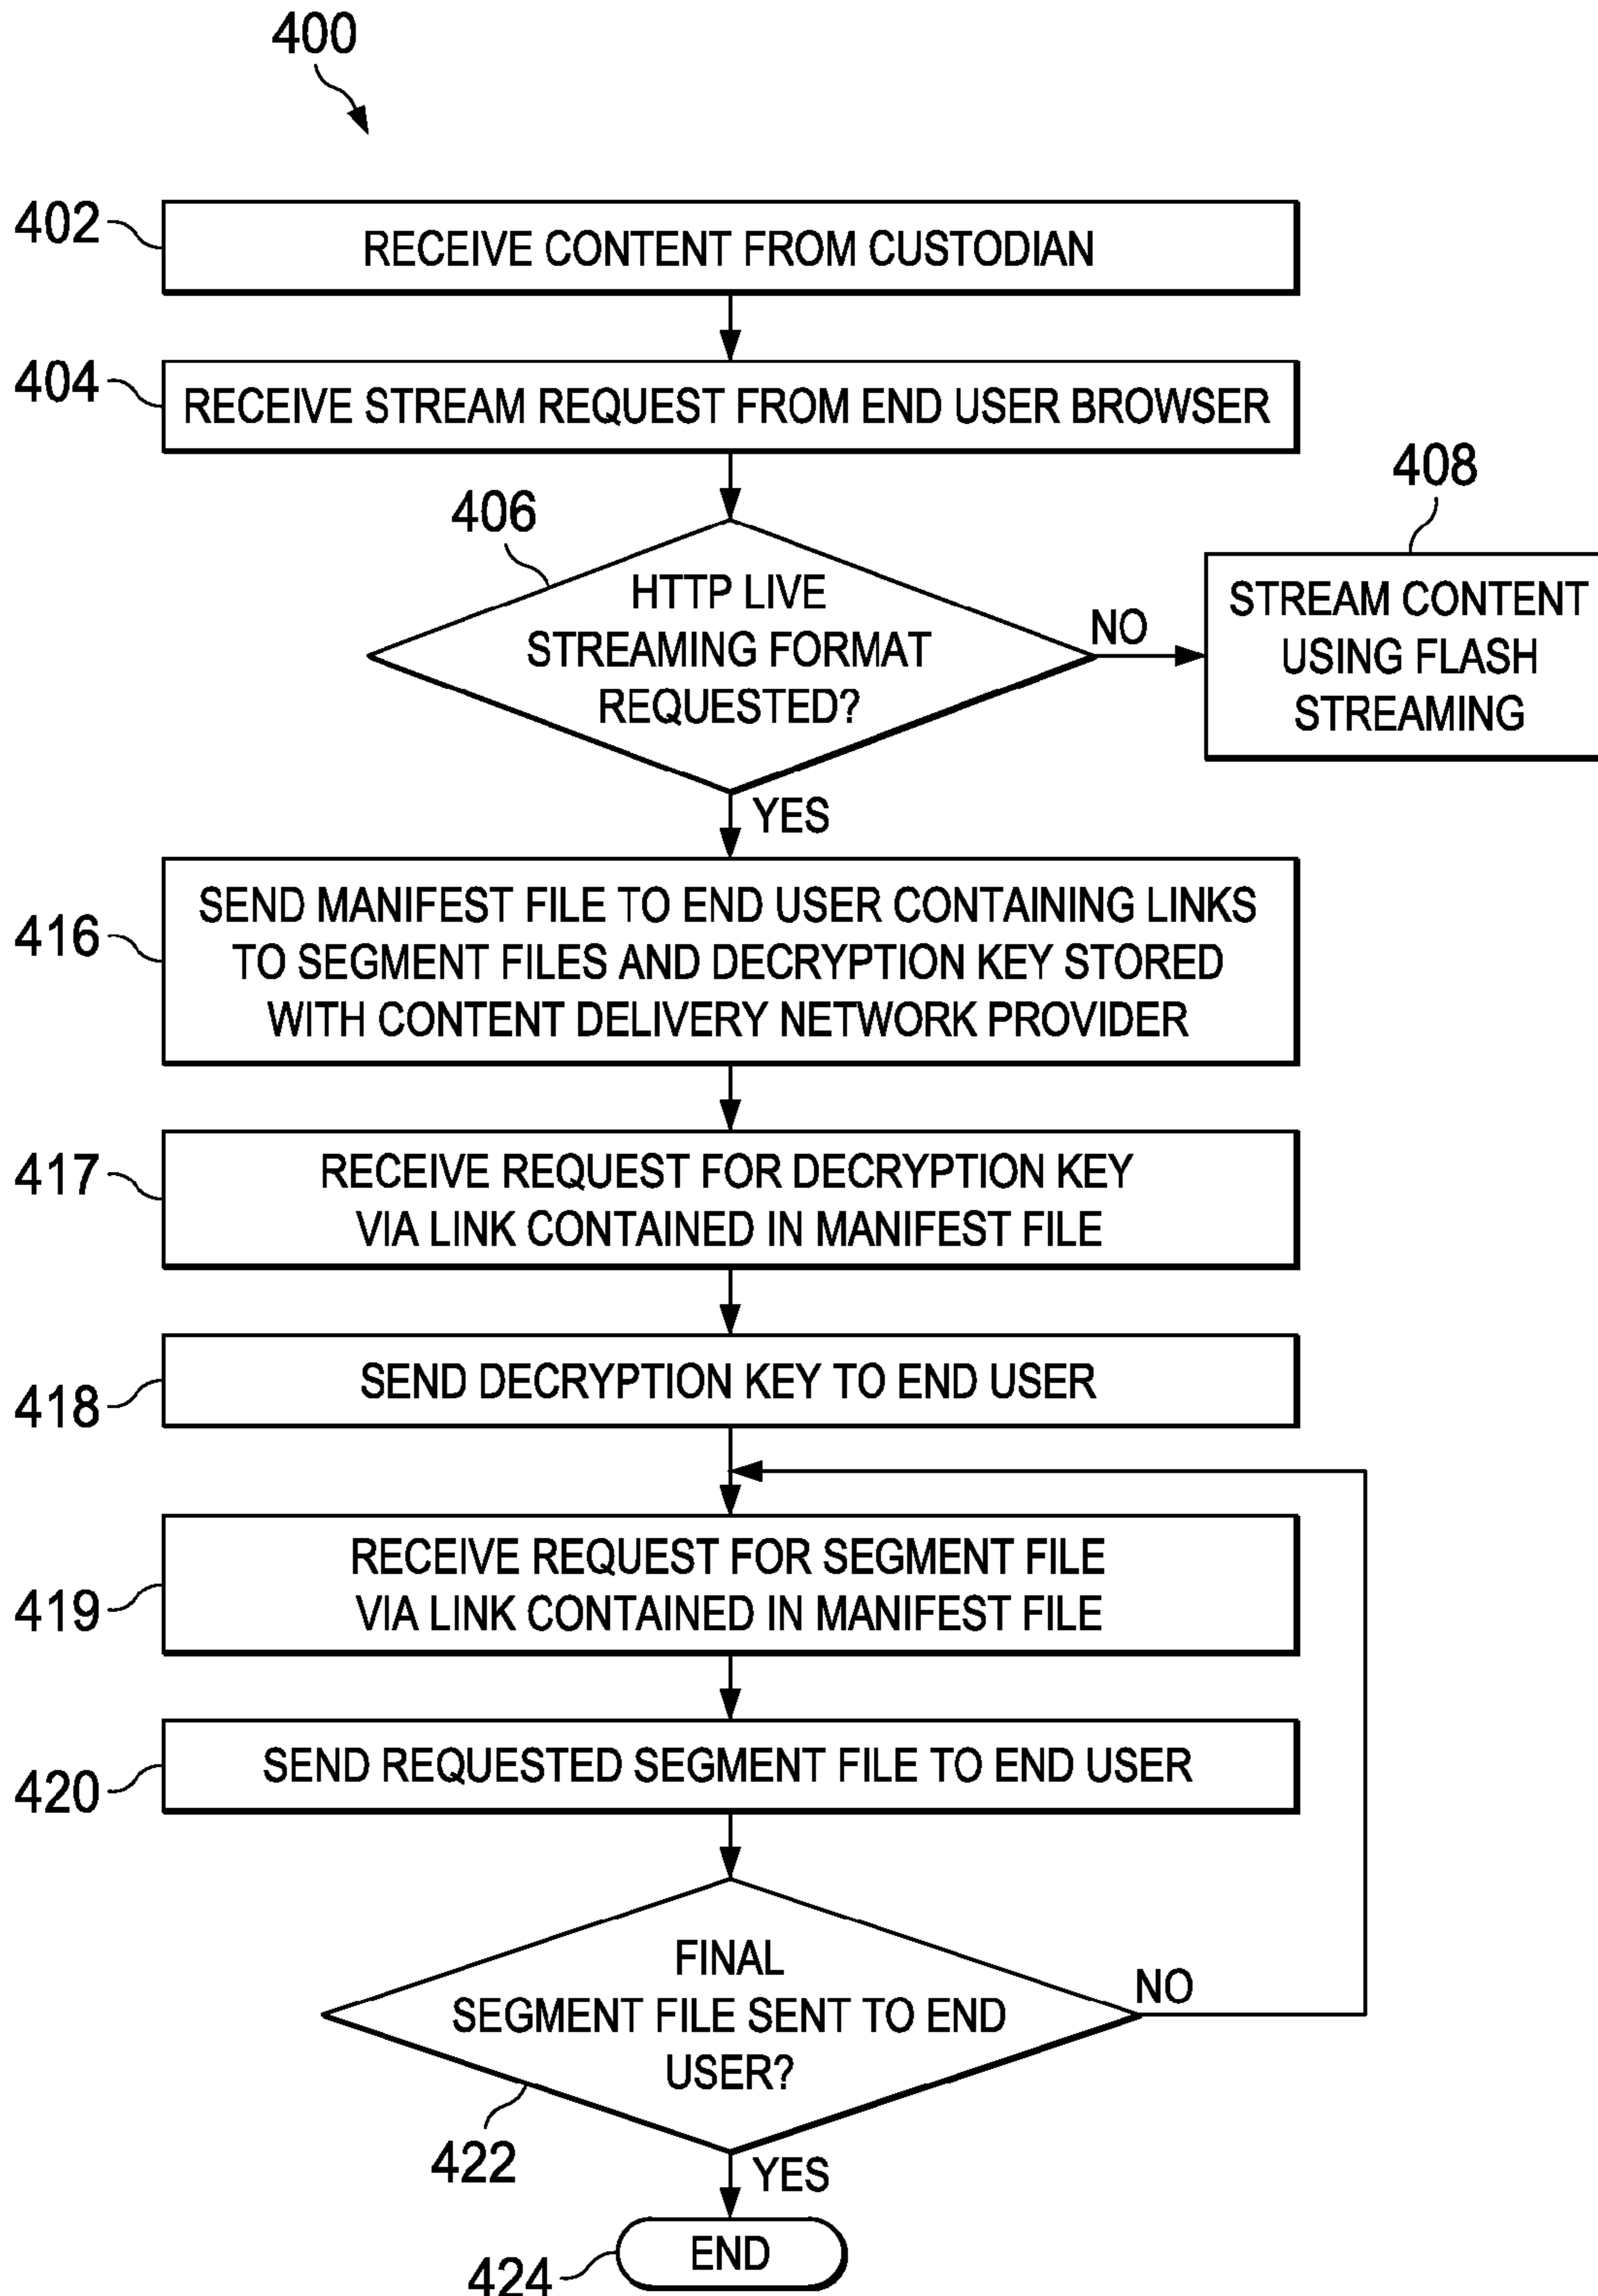 400
402
RECEIVE CONTENT FROM CUSTODIAN
404
RECEIVE STREAM REQUEST FROM END USER BROWSER
406
HTTP LIVE
STREAMING FORMAT
REQUESTED?
NO
408
STREAM CONTENT
USING FLASH
STREAMING
YES
416
SEND MANIFEST FILE TO END USER CONTAINING LINKS
TO SEGMENT FILES AND DECRYPTION KEY STORED
WITH CONTENT DELIVERY NETWORK PROVIDER
417
RECEIVE REQUEST FOR DECRYPTION KEY
VIA LINK CONTAINED IN MANIFEST FILE
418
SEND DECRYPTION KEY TO END USER
419
RECEIVE REQUEST FOR SEGMENT FILE
VIA LINK CONTAINED IN MANIFEST FILE
420
SEND REQUESTED SEGMENT FILE TO END USER
FINAL
SEGMENT FILE SENT TO END
USER?
NO
422
YES
END
424